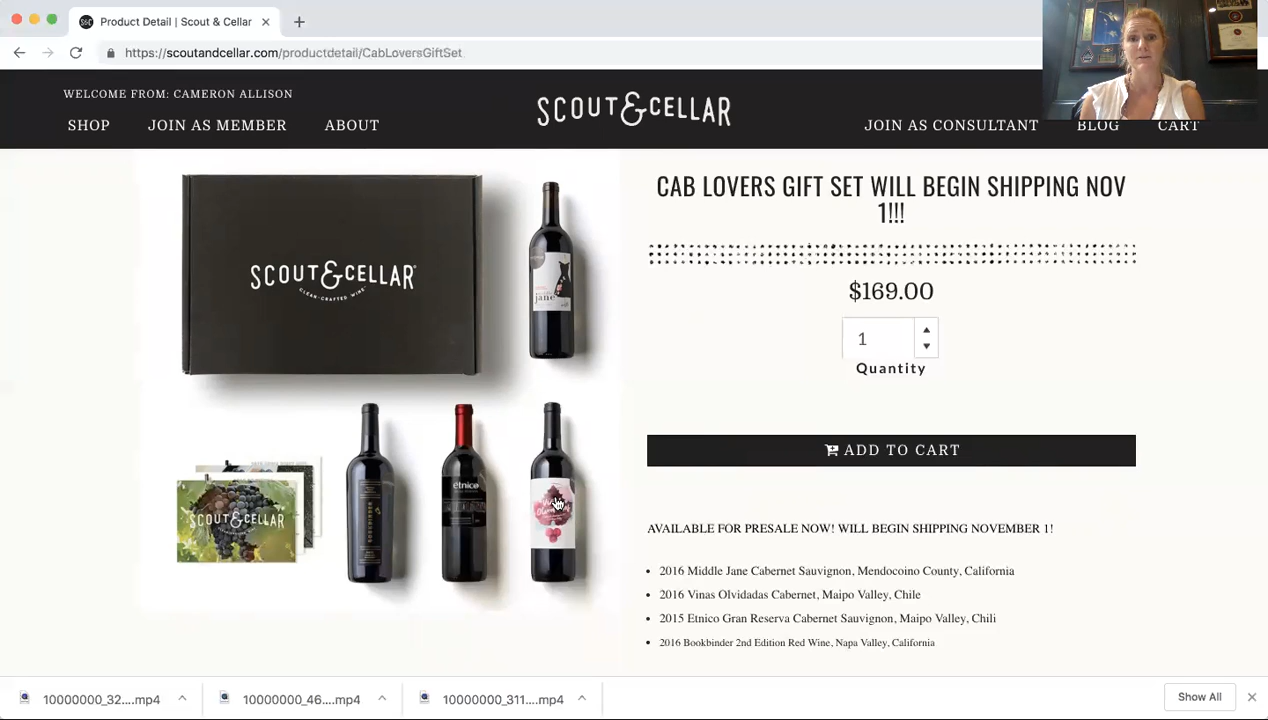 Product Detail | Scout & Cellar
https://scoutandcellar.com/productdetail/CabLoversGiftSet
WELCOME FROM: CAMERON ALLISON
SHOP JOIN AS MEMBER ABOUT
SCOUT & CELLAR
JOIN AS CONSULTANT BLOG CART
SCOUT & CELLAR
CLEAN-CRAFTED WINE
jane
etnico
SCOUT & CELLAR
CAB LOVERS GIFT SET WILL BEGIN SHIPPING NOV
1!!!
$169.00
1
Quantity
ADD TO CART
AVAILABLE FOR PRESALE NOW! WILL BEGIN SHIPPING NOVEMBER 1!
2016 Middle Jane Cabernet Sauvignon, Mendocoino County, California
2016 Vinas Olvidadas Cabernet, Maipo Valley, Chile
2015 Etnico Gran Reserva Cabernet Sauvignon, Maipo Valley, Chili
2016 Bookbinder 2nd Edition Red Wine, Napa Valley, California
10000000_32....mp4
10000000_46....mp4
10000000_311....mp4
Show All